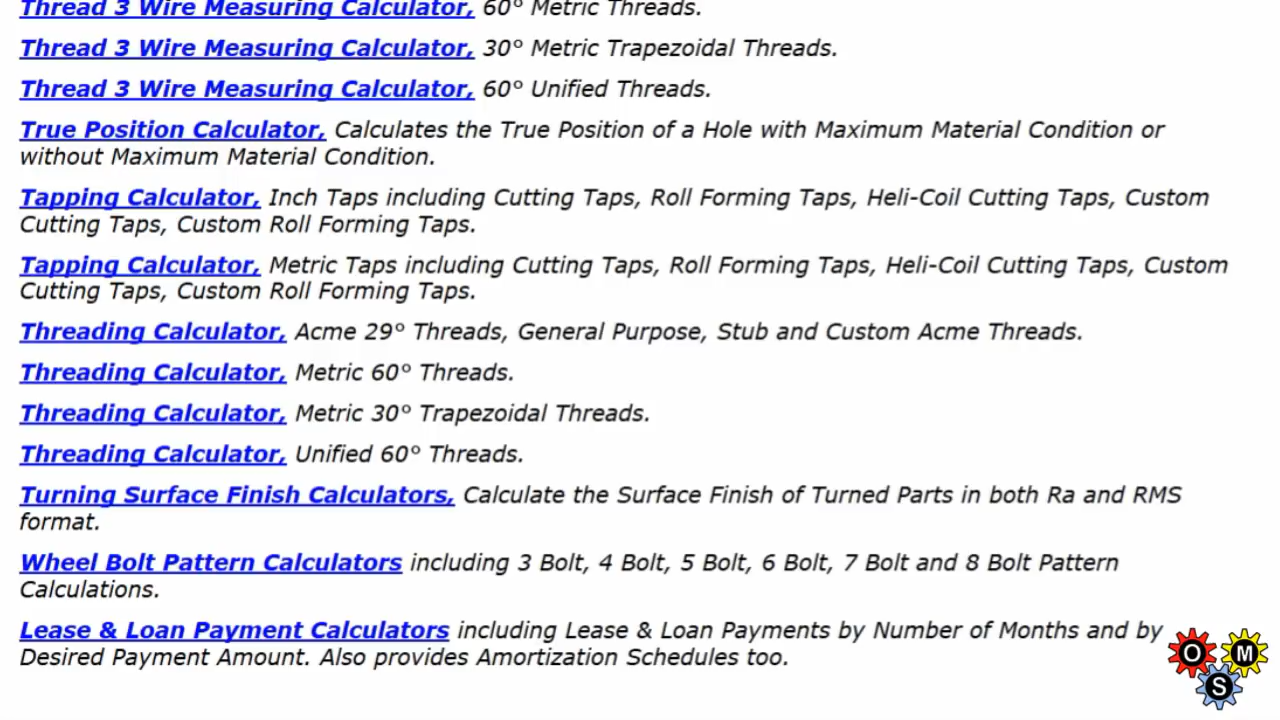 Thread 3 Wire Measuring Calculator, 60° Metric Threads.
Thread 3 Wire Measuring Calculator, 30° Metric Trapezoidal Threads.
Thread 3 Wire Measuring Calculator, 60° Unified Threads.
True Position Calculator, Calculates the True Position of a Hole with Maximum Material Condition or
without Maximum Material Condition.
Tapping Calculator, Inch Taps including Cutting Taps, Roll Forming Taps, Heli-Coil Cutting Taps, Custom
Cutting Taps, Custom Roll Forming Taps.
Tapping Calculator, Metric Taps including Cutting Taps, Roll Forming Taps, Heli-Coil Cutting Taps, Custom
Cutting Taps, Custom Roll Forming Taps.
Threading Calculator, Acme 29° Threads, General Purpose, Stub and Custom Acme Threads.
Threading Calculator, Metric 60° Threads.
Threading Calculator, Metric 30° Trapezoidal Threads.
Threading Calculator, Unified 60° Threads.
Turning Surface Finish Calculators, Calculate the Surface Finish of Turned Parts in both Ra and RMS
format.
Wheel Bolt Pattern Calculators including 3 Bolt, 4 Bolt, 5 Bolt, 6 Bolt, 7 Bolt and 8 Bolt Pattern
Calculations.
Lease & Loan Payment Calculators including Lease & Loan Payments by Number of Months and by
Desired Payment Amount. Also provides Amortization Schedules too.
O M
S